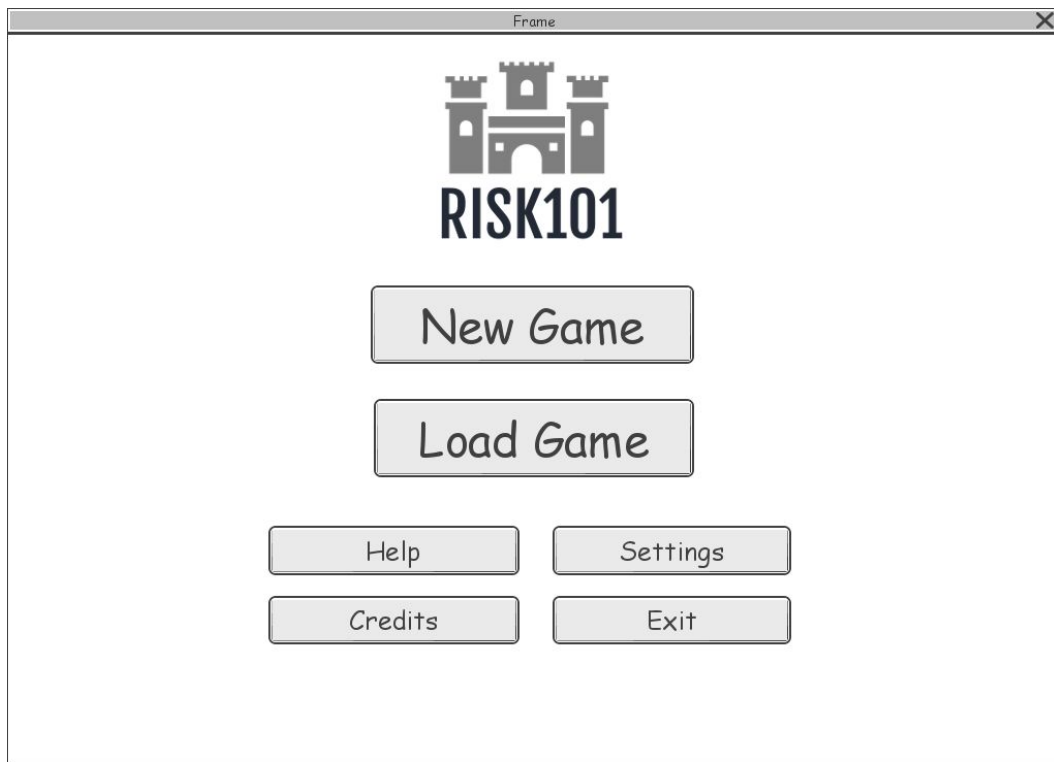 Frame
RISK101
New Game
Load Game
Help
Settings
Credits
Exit